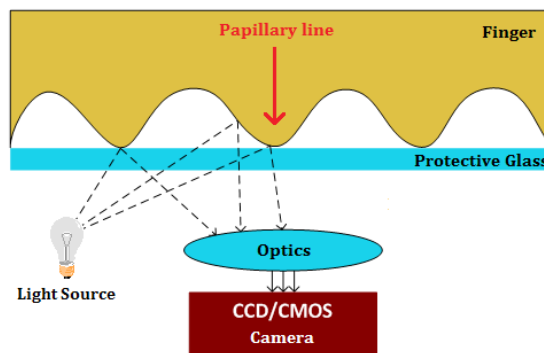 Papillary line
Finger
Protective Glass
Optics
Light Source
CCD/CMOS
Camera